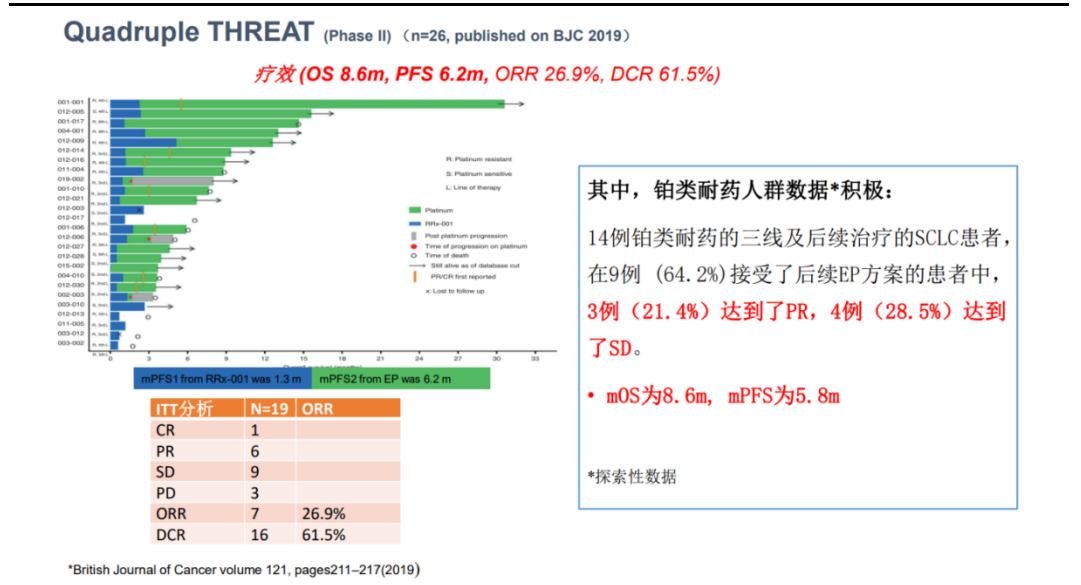 Quadruple THREAT (Phase II) （n=26, published on BJC 2019）
疗效 (OS 8.6m, PFS 6.2m, ORR 26.9%, DCR 61.5%)
001-001
012-005
001-017
004-001
012-009
012-014
012-016
011-004
019-002
001-010
012-021
012-003
012-017
001-006
012-006
012-027
012-028
015-002
004-010
012-030
002-003
003-010
012-013
011-005
003-012
003-002
R: Platinum resistant
S: Platinum sensitive
L: Line of therapy
Platinum
RRx-001
Post platinum progression
Time of progression on platinum
Time of death
Still alive as of database cut
PR/CR first reported
x: Lost to follow up
0 3 6 9 12 15 18 21 24 27 30 33
mPFS1 from RRx-001 was 1.3 m
mPFS2 from EP was 6.2 m
ITT分析 N=19 ORR
CR 1
PR 6
SD 9
PD 3
ORR 7 26.9%
DCR 16 61.5%
其中，铂类耐药人群数据*积极：
14例铂类耐药的三线及后续治疗的SCLC患者，
在9例 (64.2%)接受了后续EP方案的患者中，
3例（21.4%）达到了PR，4例（28.5%）达到
了SD。
• mOS为8.6m, mPFS为5.8m
*探索性数据
*British Journal of Cancer volume 121, pages211–217(2019)